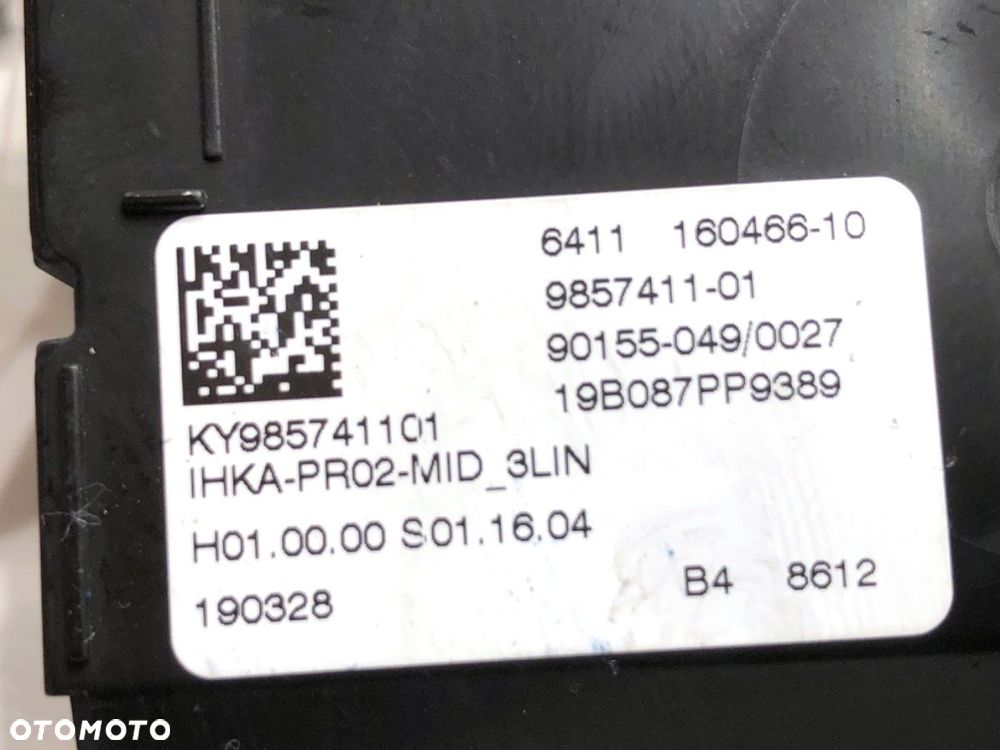 6411 160466-10
9857411-01
90155-049/0027
19B087PP9389
KY985741101
IHKA-PR02-MID_3LIN
H01.00.00 S01.16.04
190328 B4 8612
OTOMOTO